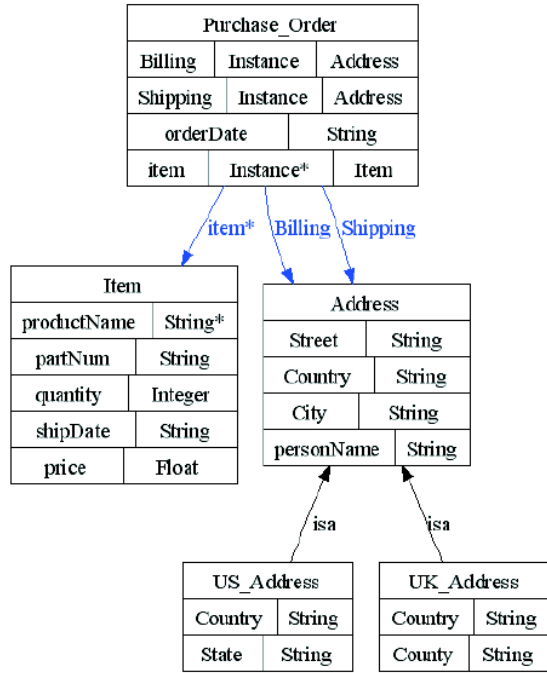 Purchase_Order
Billing Instance Address
Shipping Instance Address
orderDate String
item Instance* Item
item* Billing Shipping
Item
productName String*
partNum String
quantity Integer
shipDate String
price Float
Address
Street String
Country String
City String
personName String
isa isa
US_Address
Country String
State String
UK_Address
Country String
County String